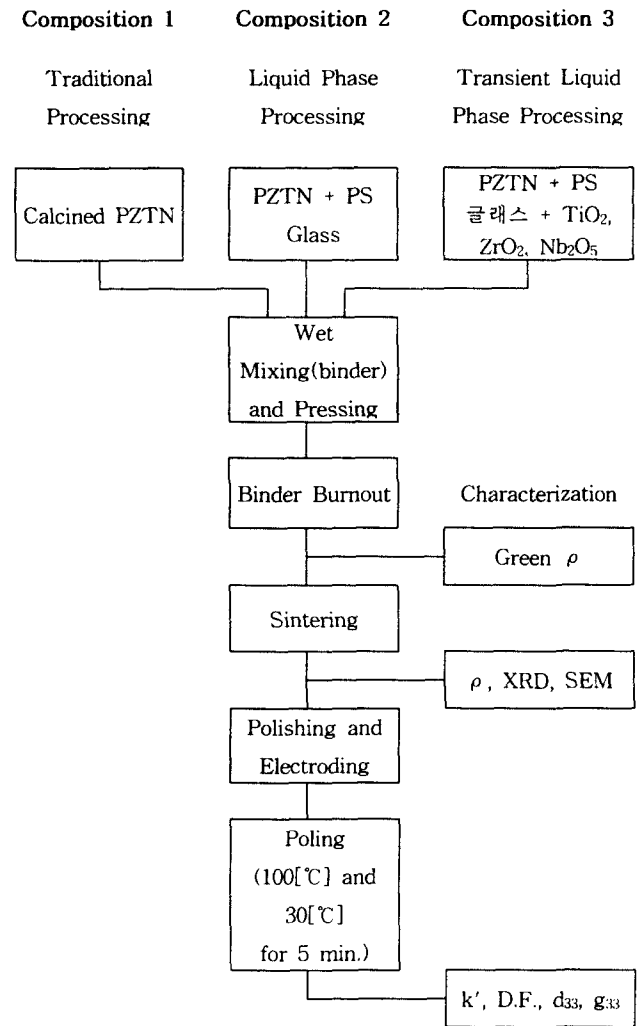 Composition 1
Composition 2
Composition 3
Traditional
Processing
Liquid Phase
Processing
Transient Liquid
Phase Processing
Calcined PZTN
PZTN + PS
Glass
PZTN + PS
글래스 + TiO₂,
ZrO₂, Nb₂O₅
Wet
Mixing(binder)
and Pressing
Binder Burnout
Characterization
Green ρ
Sintering
ρ, XRD, SEM
Polishing and
Electroding
Poling
(100[℃] and
30[℃]
for 5 min.)
k′, D.F., d₃₃, g₃₃